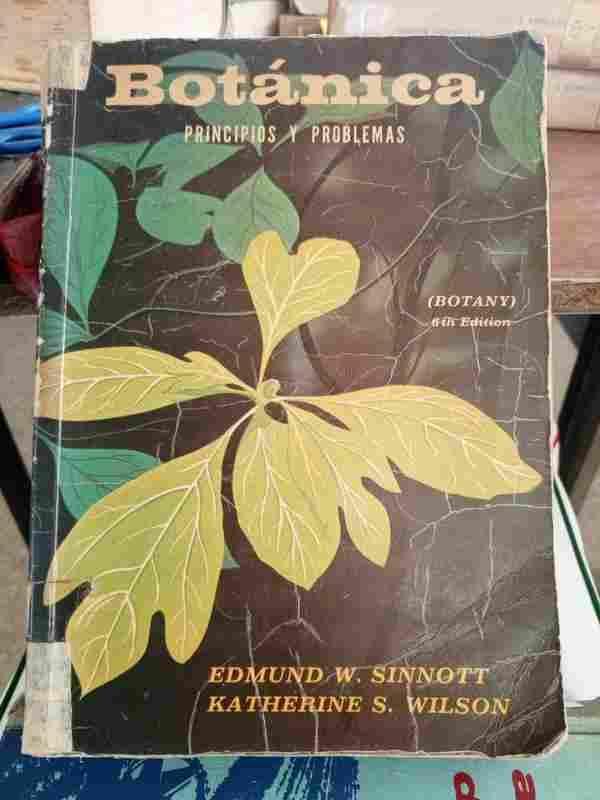 Botánica
PRINCIPIOS Y PROBLEMAS
(BOTANY)
6th Edition
EDMUND W. SINNOTT
KATHERINE S. WILSON